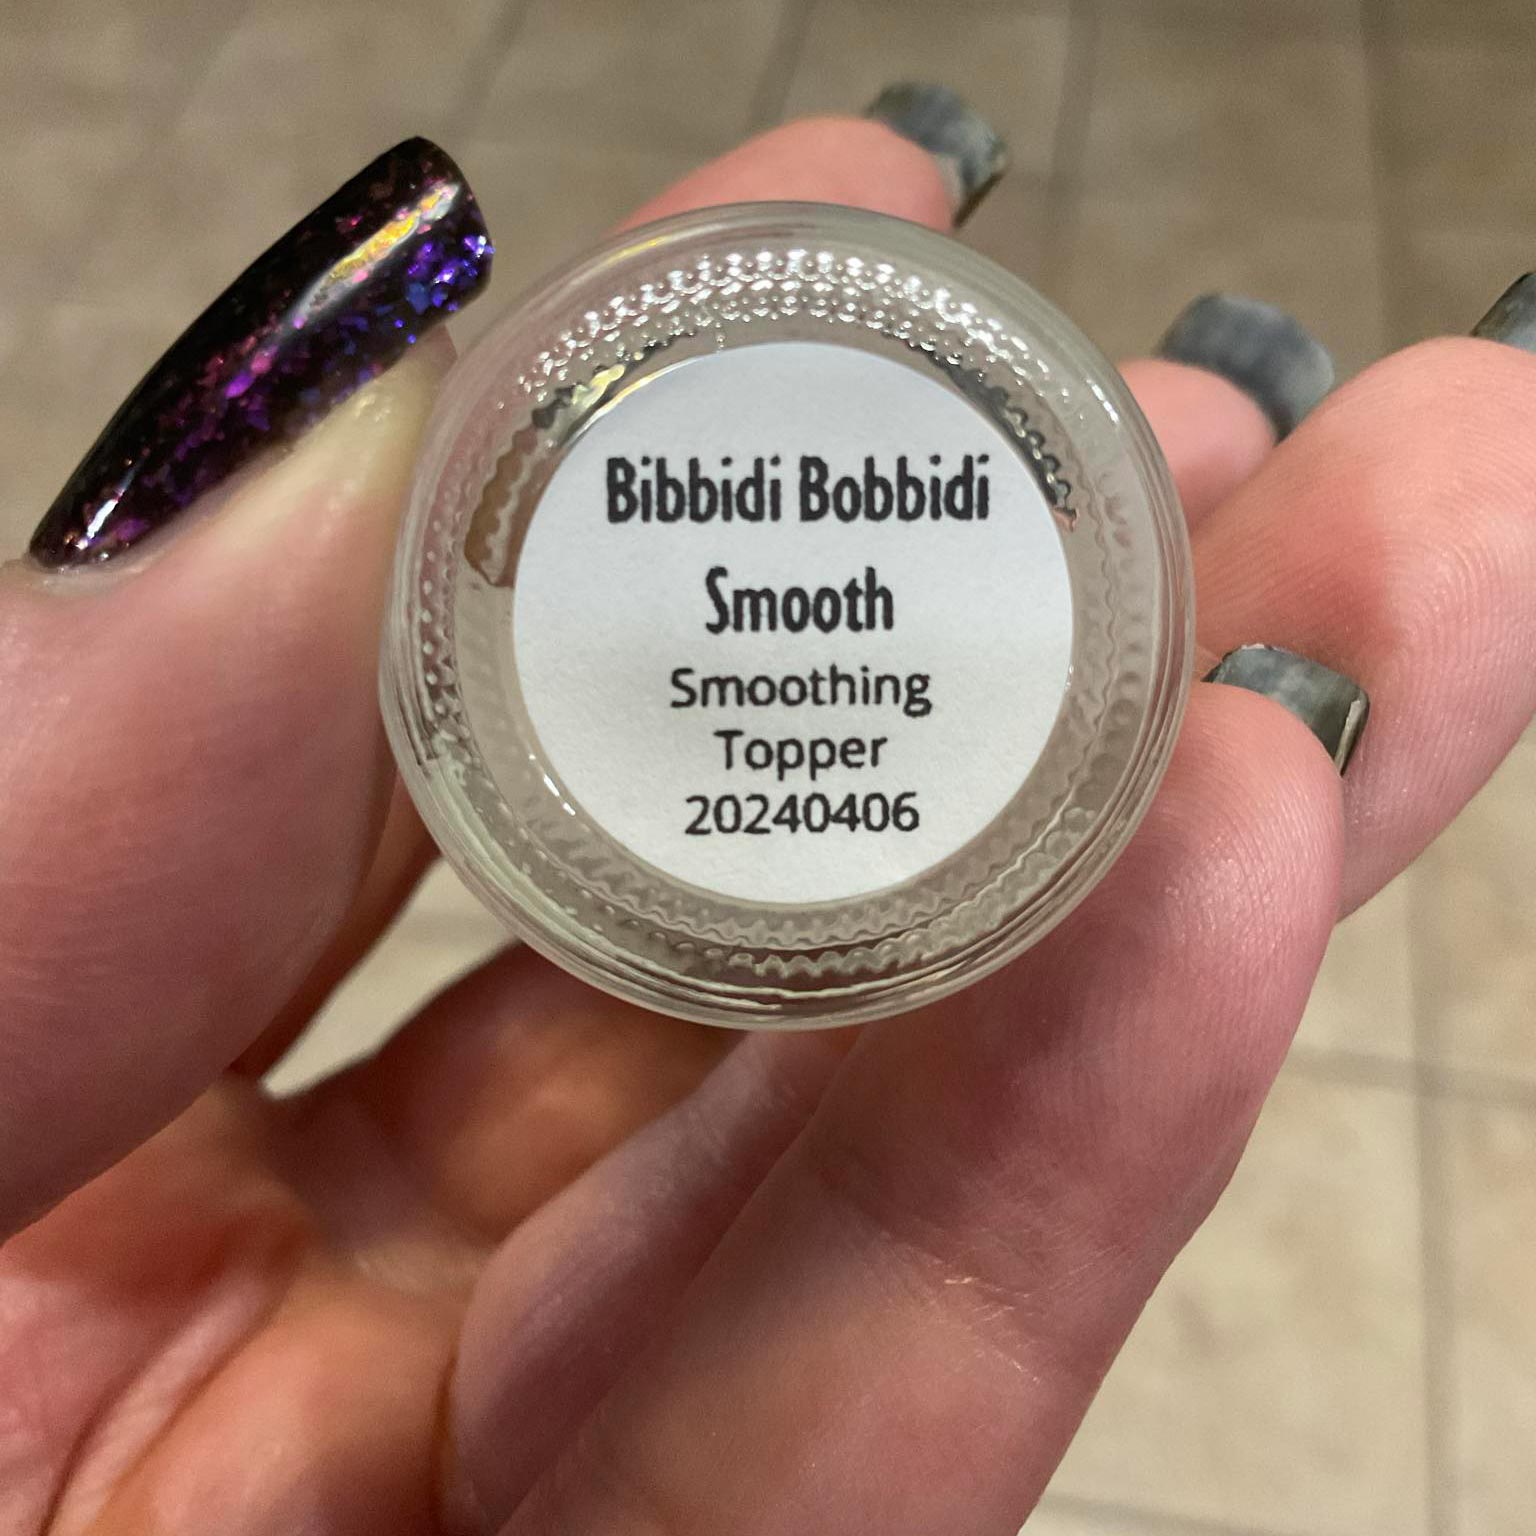 Bibbidi Bobbidi
Smooth
Smoothing
Topper
20240406